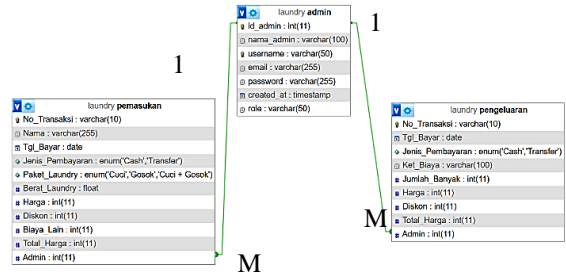 laundry admin
Id_admin : int(11)
nama_admin : varchar(100)
username : varchar(50)
email : varchar(255)
password : varchar(255)
created_at : timestamp
role : varchar(50)
1
1
laundry pemasukan
No_Transaksi : varchar(10)
Nama : varchar(255)
Tgl_Bayar : date
Jenis_Pembayaran : enum('Cash','Transfer')
Paket_Laundry : enum('Cuci','Gosok','Cuci + Gosok')
Berat_Laundry : float
Harga : int(11)
Diskon : int(11)
Biaya_Lain : int(11)
Total_Harga : int(11)
Admin : int(11)
M
laundry pengeluaran
No_Transaksi : varchar(10)
Tgl_Bayar : date
Jenis_Pembayaran : enum('Cash','Transfer')
Ket_Biaya : varchar(100)
Jumlah_Banyak : int(11)
Harga : int(11)
Diskon : int(11)
Total_Harga : int(11)
Admin : int(11)
M